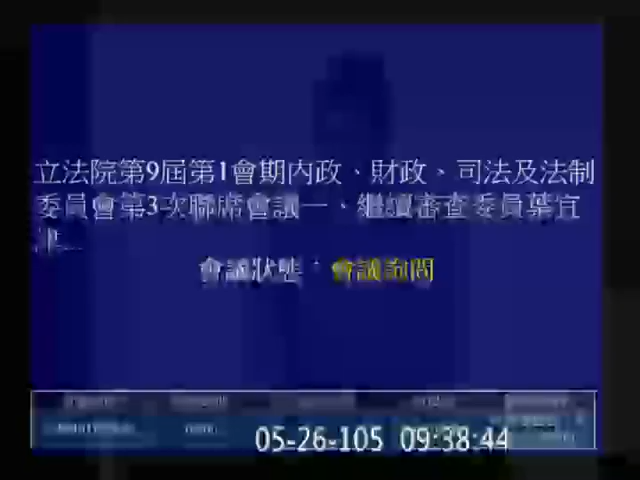 立法院第9屆第1會期內政、財政、司法及法制
委員會第3次聯席會議一、繼續審查委員葉宜
津...
會議狀態：會議詢問
05-26-105 09:38:44